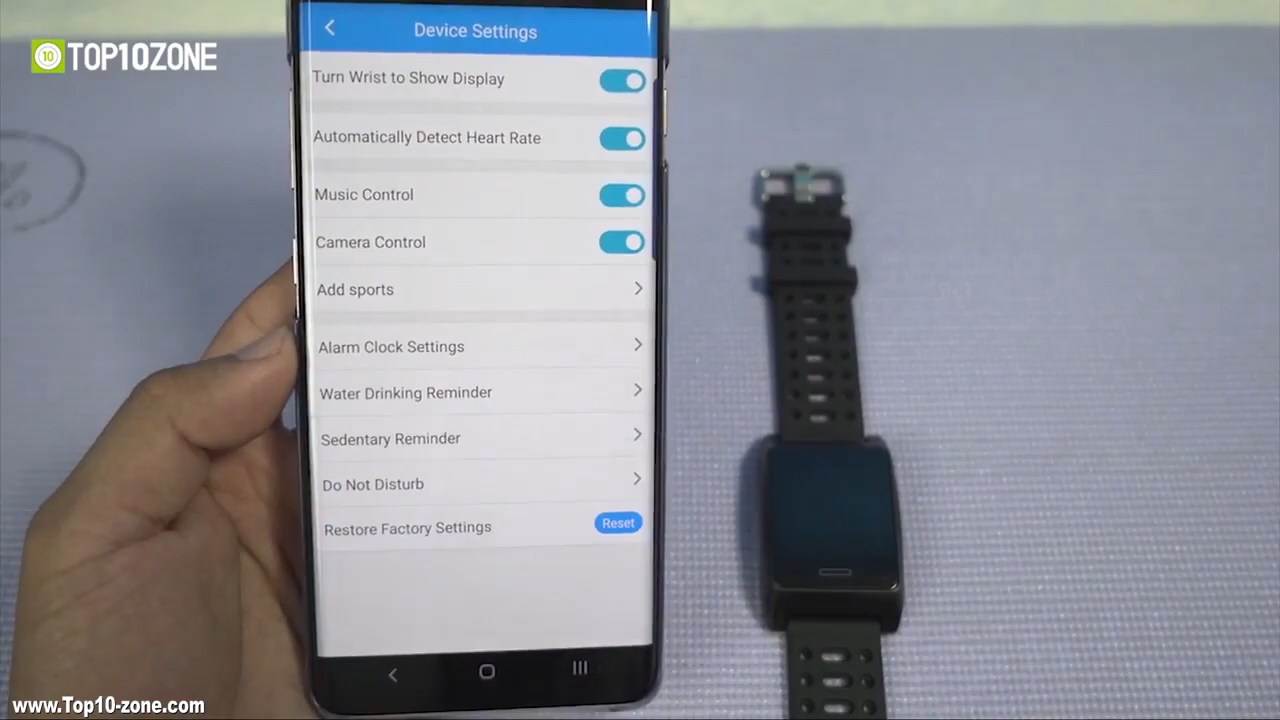 10 TOP10ZONE
Device Settings
Turn Wrist to Show Display
Automatically Detect Heart Rate
Music Control
Camera Control
Add sports
Alarm Clock Settings
Water Drinking Reminder
Sedentary Reminder
Do Not Disturb
Restore Factory Settings Reset
www.Top10-zone.com